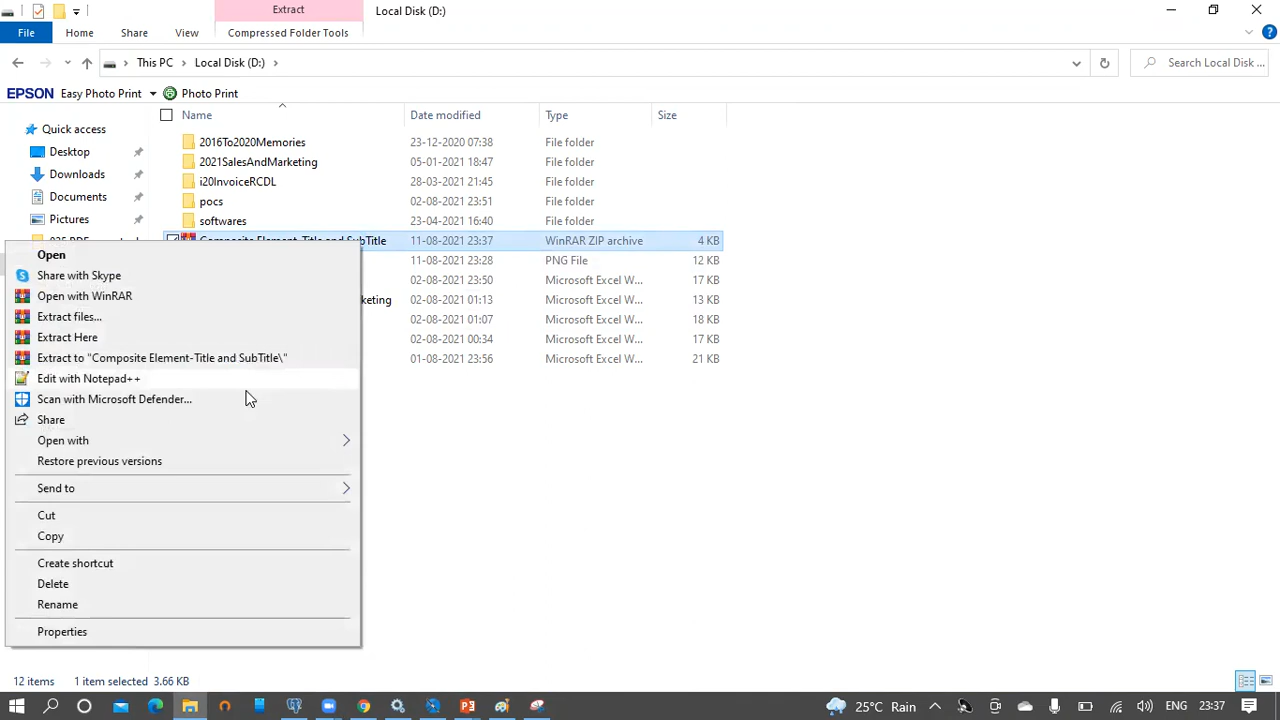 Extract
Local Disk (D:)
File
Home
Share
View
Compressed Folder Tools
This PC
Local Disk (D:)
Search Local Disk ...
EPSON Easy Photo Print
Photo Print
Name
Date modified
Type
Size
Quick access
Desktop
Downloads
Documents
Pictures
2016To2020Memories 23-12-2020 07:38 File folder
2021SalesAndMarketing 05-01-2021 18:47 File folder
i20InvoiceRCDL 28-03-2021 21:45 File folder
pocs 02-08-2021 23:51 File folder
softwares 23-04-2021 16:40 File folder
Composite Element-Title and SubTitle 11-08-2021 23:37 WinRAR ZIP archive 4 KB
11-08-2021 23:28 PNG File 12 KB
02-08-2021 23:50 Microsoft Excel W... 17 KB
keting 02-08-2021 01:13 Microsoft Excel W... 13 KB
02-08-2021 01:07 Microsoft Excel W... 18 KB
02-08-2021 00:34 Microsoft Excel W... 17 KB
01-08-2021 23:56 Microsoft Excel W... 21 KB
Open
Share with Skype
Open with WinRAR
Extract files...
Extract Here
Extract to "Composite Element-Title and SubTitle\"
Edit with Notepad++
Scan with Microsoft Defender...
Share
Open with
Restore previous versions
Send to
Cut
Copy
Create shortcut
Delete
Rename
Properties
12 items
1 item selected 3.66 KB
25°C Rain
ENG
23:37